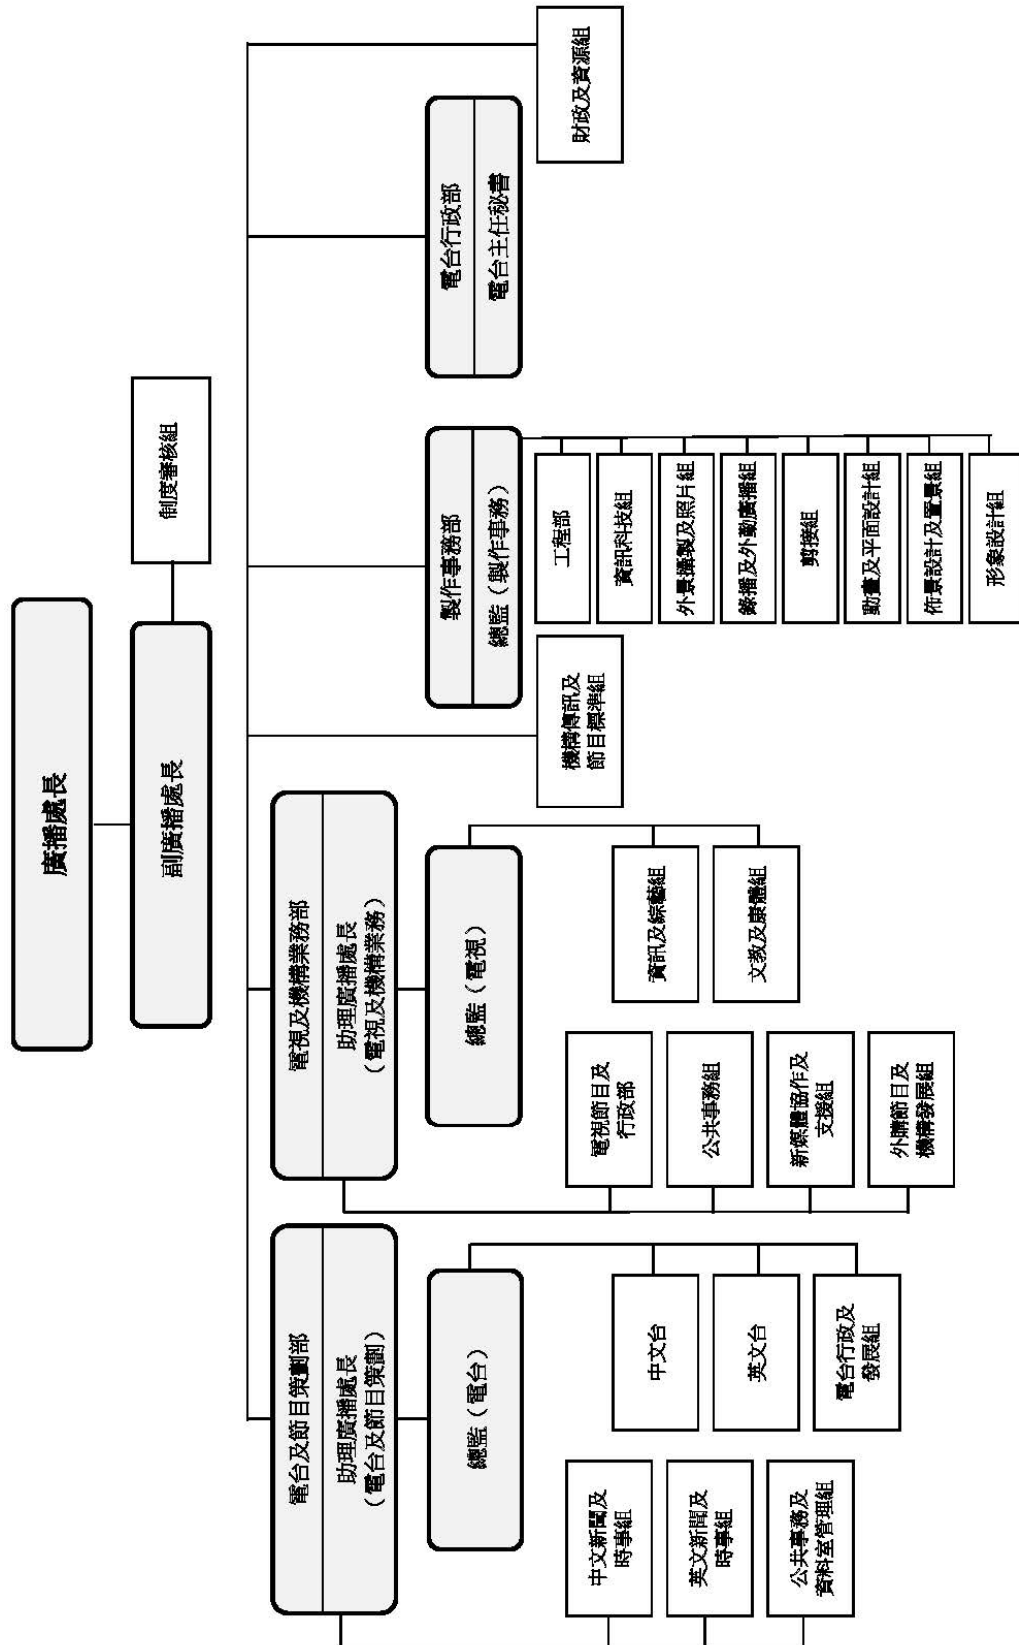 廣播處長
副廣播處長
制度審核組
電台及節目策劃部
助理廣播處長
（電台及節目策劃）
總監（電台）
中文新聞及
時事組
英文新聞及
時事組
公共事務及
資料室管理組
中文台
英文台
電台行政及
發展組
電視及機構業務部
助理廣播處長
（電視及機構業務）
總監（電視）
電視節目及
行政部
公共事務組
新媒體協作及
支援組
外購節目及
機構發展組
資訊及綜藝組
文教及康體組
機構傳訊及
節目標準組
製作事務部
總監（製作事務）
工程部
資訊科技組
外景攝製及照片組
錄播及外勤廣播組
剪接組
動畫及平面設計組
佈景設計及置景組
形象設計組
電台行政部
電台主任秘書
財政及資源組